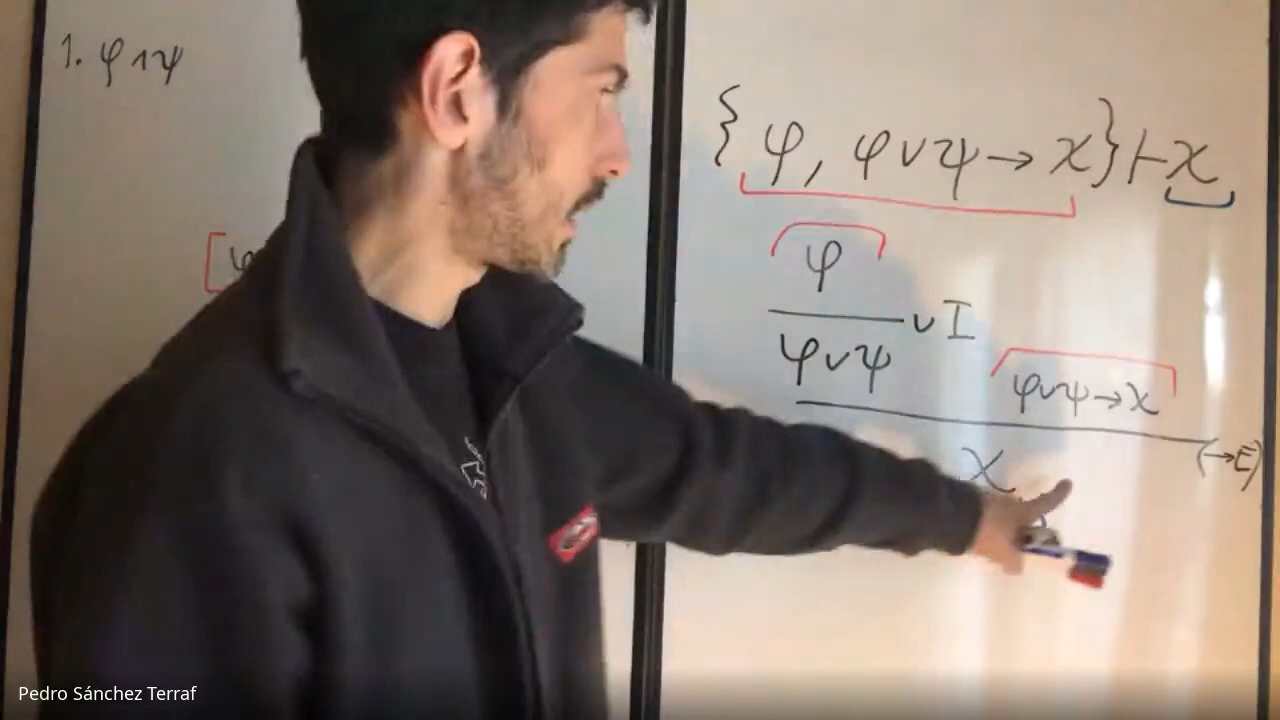 1. φ∧ψ
[φ
{φ, φ∨ψ→χ}⊢χ
φ
φ∨ψ
∨I
φ∨ψ→χ
χ
(→E)
Pedro Sánchez Terraf